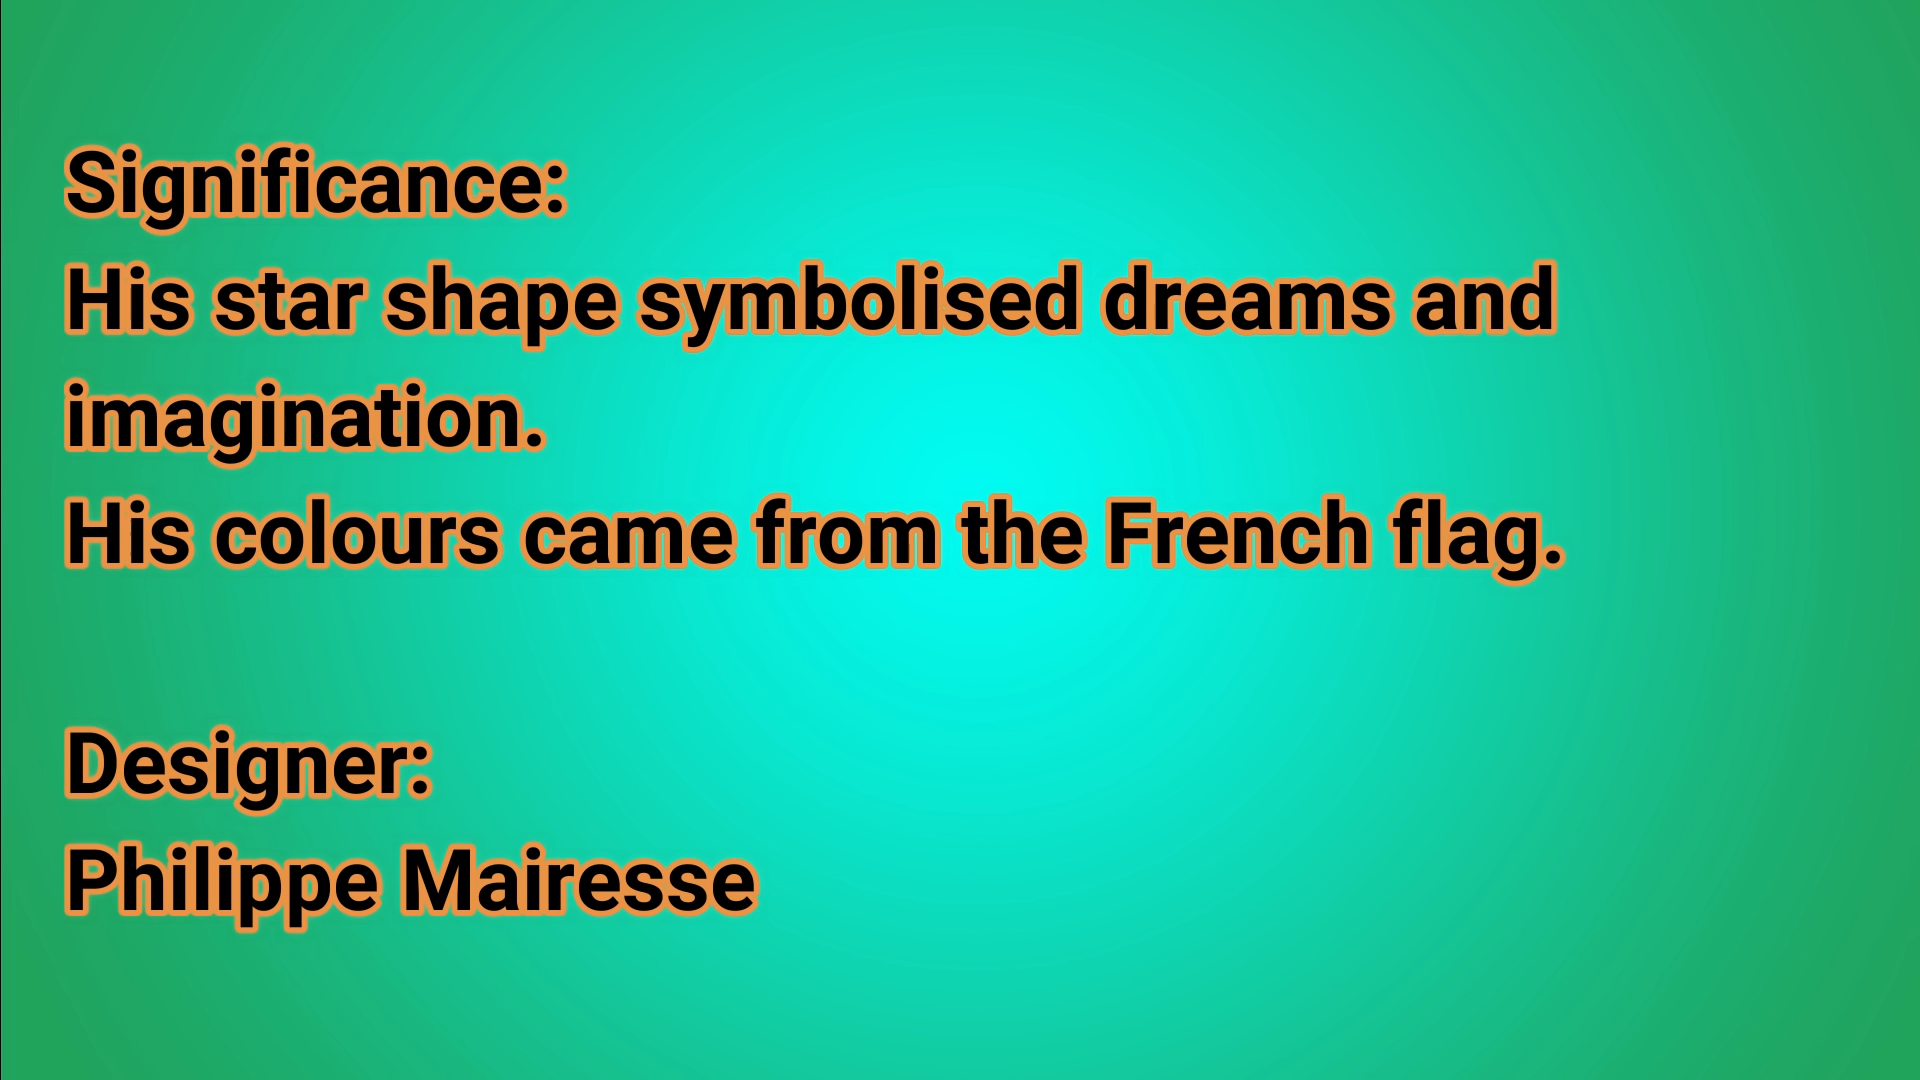 Significance:
His star shape symbolised dreams and
imagination.
His colours came from the French flag.
Designer:
Philippe Mairesse